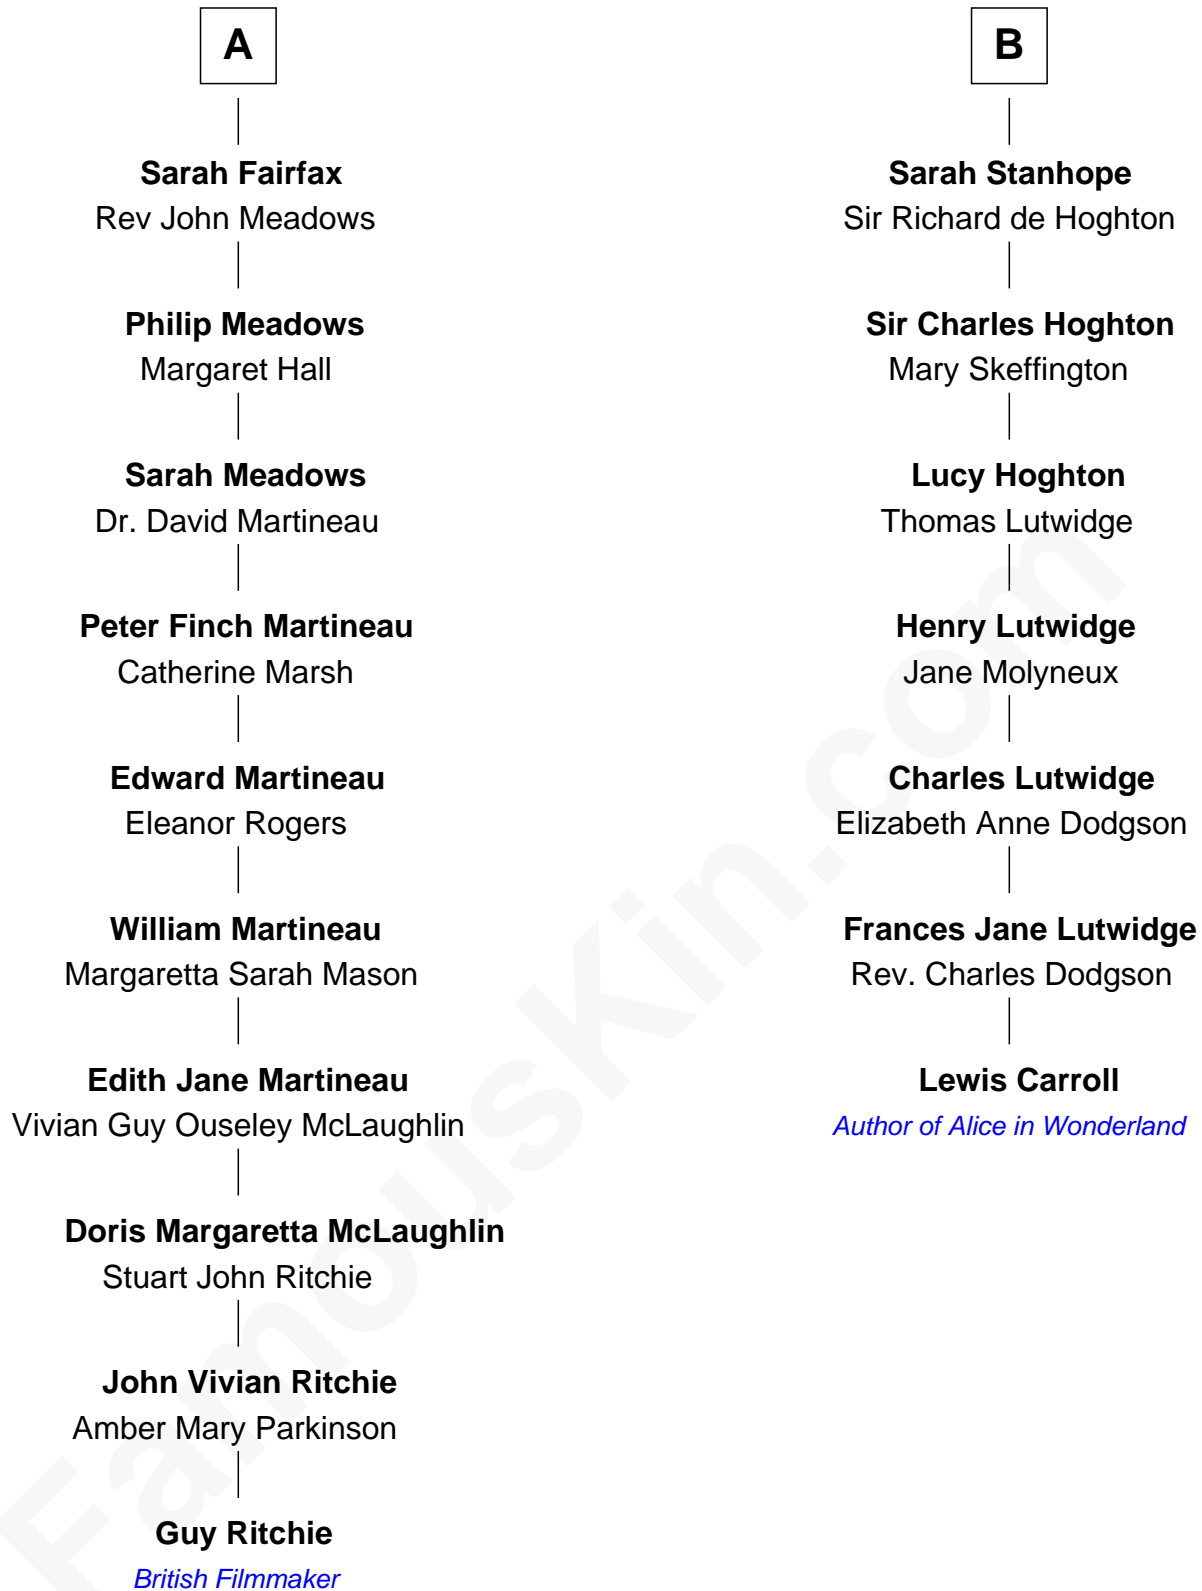 A
Sarah Fairfax
Rev John Meadows
Philip Meadows
Margaret Hall
Sarah Meadows
Dr. David Martineau
Peter Finch Martineau
Catherine Marsh
Edward Martineau
Eleanor Rogers
William Martineau
Margaretta Sarah Mason
Edith Jane Martineau
Vivian Guy Ouseley McLaughlin
Doris Margaretta McLaughlin
Stuart John Ritchie
John Vivian Ritchie
Amber Mary Parkinson
Guy Ritchie
British Filmmaker
B
Sarah Stanhope
Sir Richard de Hoghton
Sir Charles Hoghton
Mary Skeffington
Lucy Hoghton
Thomas Lutwidge
Henry Lutwidge
Jane Molyneux
Charles Lutwidge
Elizabeth Anne Dodgson
Frances Jane Lutwidge
Rev. Charles Dodgson
Lewis Carroll
Author of Alice in Wonderland
FamousKin.com